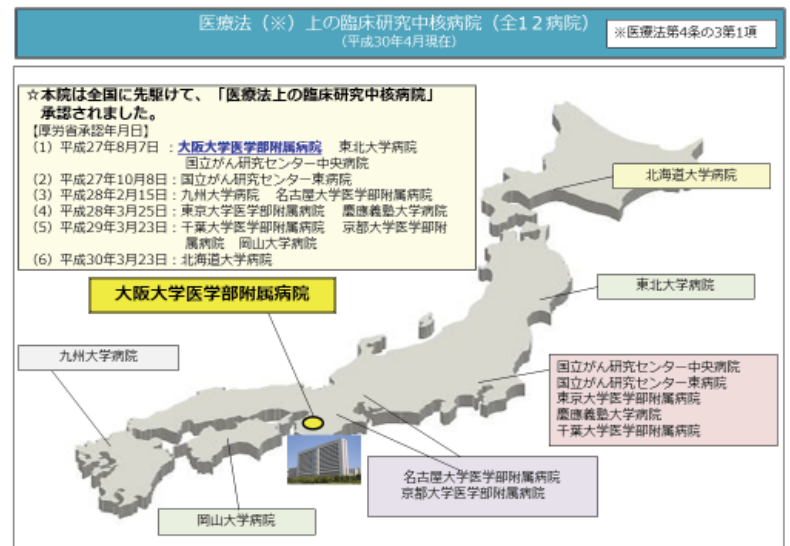 医療法（※）上の臨床研究中核病院（全12病院）
（平成30年4月現在）
※医療法第4条の3第1項
☆本院は全国に先駆けて、「医療法上の臨床研究中核病院」
承認されました。
【厚労省承認年月日】
（1）平成27年8月7日 ：大阪大学医学部附属病院　東北大学病院
国立がん研究センター中央病院
（2）平成27年10月8日：国立がん研究センター東病院
（3）平成28年2月15日：九州大学病院　名古屋大学医学部附属病院
（4）平成28年3月25日：東京大学医学部附属病院　慶應義塾大学病院
（5）平成29年3月23日：千葉大学医学部附属病院　京都大学医学部附
属病院　岡山大学病院
（6）平成30年3月23日：北海道大学病院
北海道大学病院
東北大学病院
大阪大学医学部附属病院
九州大学病院
国立がん研究センター中央病院
国立がん研究センター東病院
東京大学医学部附属病院
慶應義塾大学病院
千葉大学医学部附属病院
名古屋大学医学部附属病院
京都大学医学部附属病院
岡山大学病院